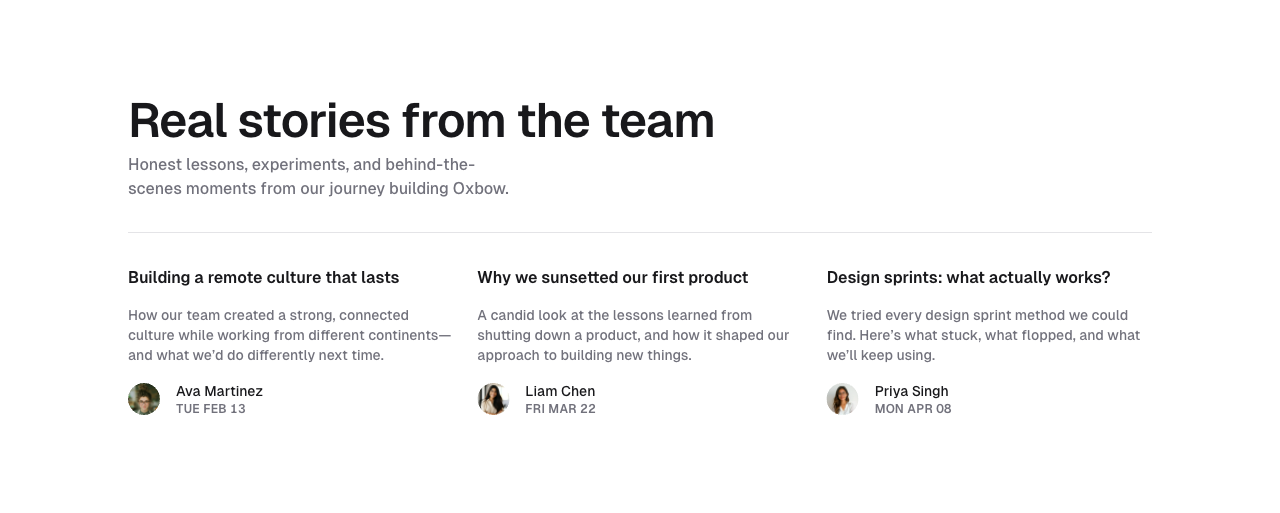 Real stories from the team
Honest lessons, experiments, and behind-the-
scenes moments from our journey building Oxbow.
Building a remote culture that lasts
How our team created a strong, connected
culture while working from different continents—
and what we’d do differently next time.
Ava Martinez
TUE FEB 13
Why we sunsetted our first product
A candid look at the lessons learned from
shutting down a product, and how it shaped our
approach to building new things.
Liam Chen
FRI MAR 22
Design sprints: what actually works?
We tried every design sprint method we could
find. Here’s what stuck, what flopped, and what
we’ll keep using.
Priya Singh
MON APR 08